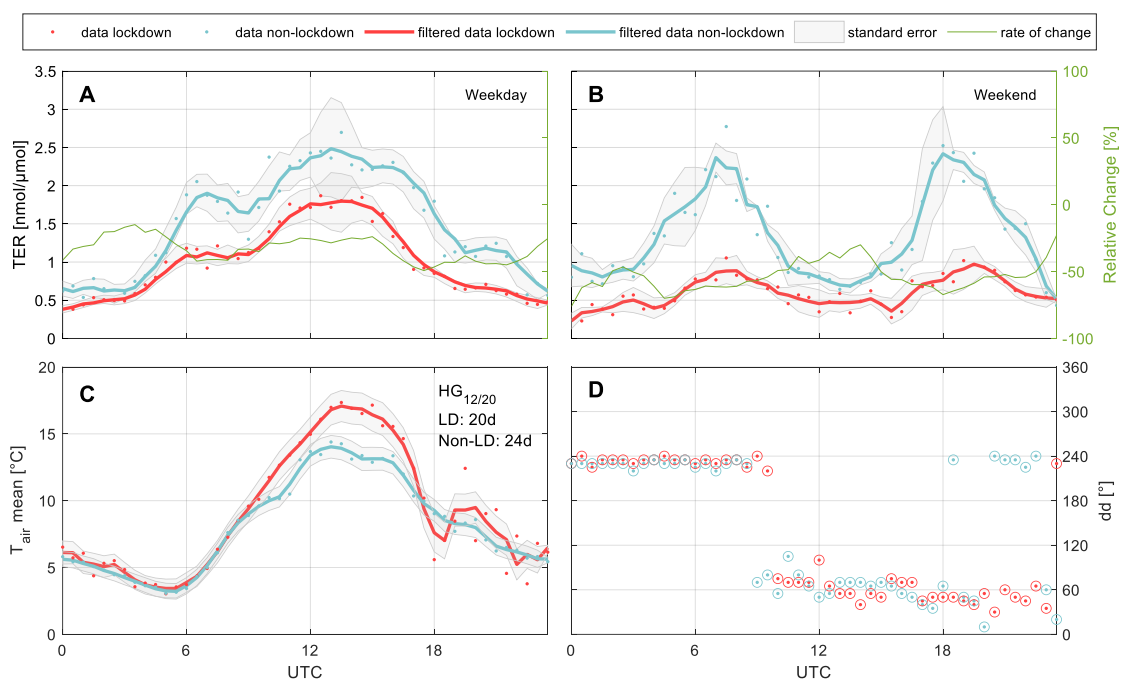 data lockdown data non-lockdown filtered data lockdown filtered data non-lockdown standard error rate of change
A Weekday
3.5
3
2.5
2
1.5
1
0.5
0
TER [nmol/µmol]
B Weekend
100
50
0
-50
-100
Relative Change [%]
C
HG12/20
LD: 20d
Non-LD: 24d
20
15
10
5
0
Tair mean [°C]
0 6 12 18
UTC
D
360
300
240
180
120
60
0
dd [°]
0 6 12 18
UTC